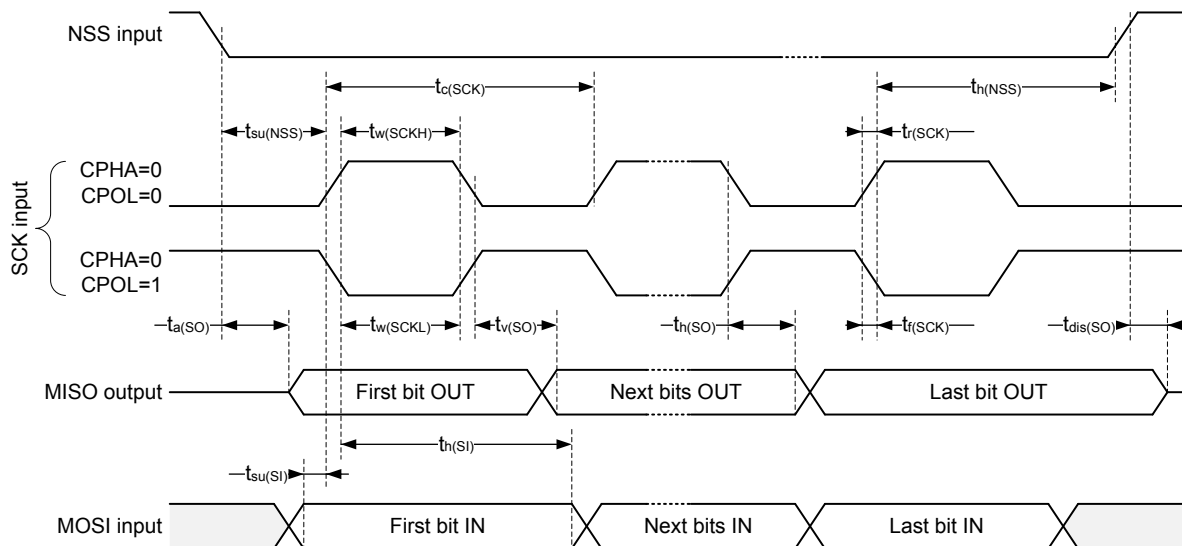 NSS input
tc(SCK)
th(NSS)
tsu(NSS)
tw(SCKH)
tr(SCK)
SCK input
CPHA=0
CPOL=0
CPHA=0
CPOL=1
ta(SO)
tw(SCKL)
tv(SO)
th(SO)
tf(SCK)
tdis(SO)
MISO output
First bit OUT
Next bits OUT
Last bit OUT
th(SI)
tsu(SI)
MOSI input
First bit IN
Next bits IN
Last bit IN